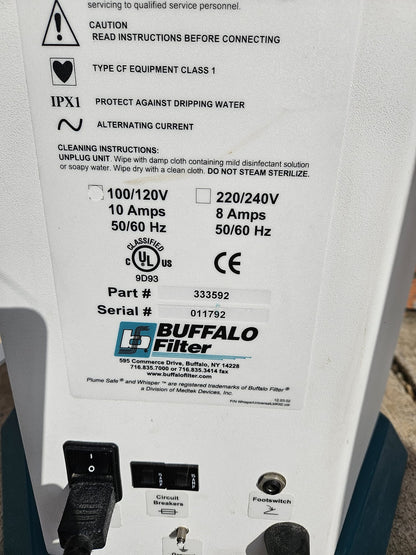 servicing to qualified service personnel.
CAUTION
READ INSTRUCTIONS BEFORE CONNECTING
TYPE CF EQUIPMENT CLASS 1
IPX1 PROTECT AGAINST DRIPPING WATER
ALTERNATING CURRENT
CLEANING INSTRUCTIONS:
UNPLUG UNIT. Wipe with damp cloth containing mild disinfectant solution
or soapy water. Wipe dry with a clean cloth. DO NOT STEAM STERILIZE.
100/120V 220/240V
10 Amps 8 Amps
50/60 Hz 50/60 Hz
CLASSIFIED
C UL US CE
9D93
Part # 333592
Serial # 011792
bf BUFFALO
Filter
595 Commerce Drive, Buffalo, NY 14228
716.835.7000 or 716.835.3414 fax
www.buffalofilter.com
Plume Safe ® and Whisper ™ are registered trademarks of Buffalo Filter ®
a Division of Medtek Devices, Inc.
I
O
Circuit
Breakers
Footswitch